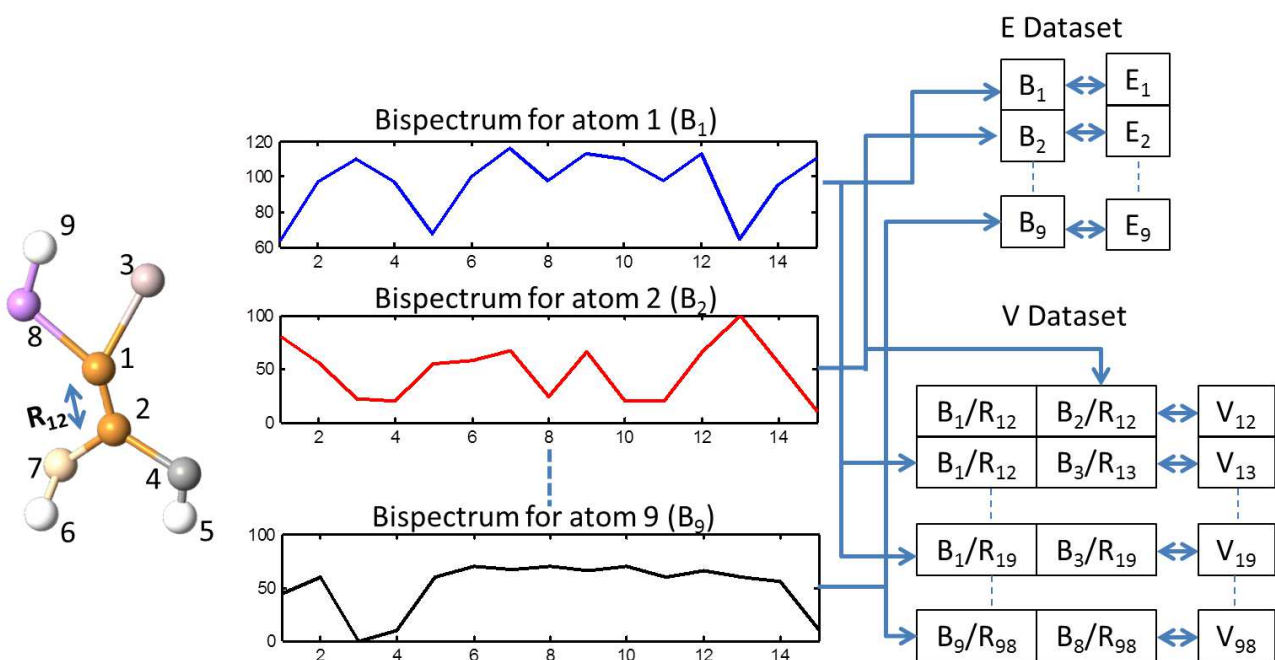 E Dataset
B₁ E₁
B₂ E₂
B₉ E₉
Bispectrum for atom 1 (B₁)
120
100
80
60
2 4 6 8 10 12 14
Bispectrum for atom 2 (B₂)
100
50
0
2 4 6 8 10 12 14
Bispectrum for atom 9 (B₉)
100
50
0
2 4 6 8 10 12 14
9
3
8
1
R₁₂
2
7
4
6
5
V Dataset
B₁/R₁₂ B₂/R₁₂ V₁₂
B₁/R₁₂ B₃/R₁₃ V₁₃
B₁/R₁₉ B₃/R₁₉ V₁₉
B₉/R₉₈ B₈/R₉₈ V₉₈